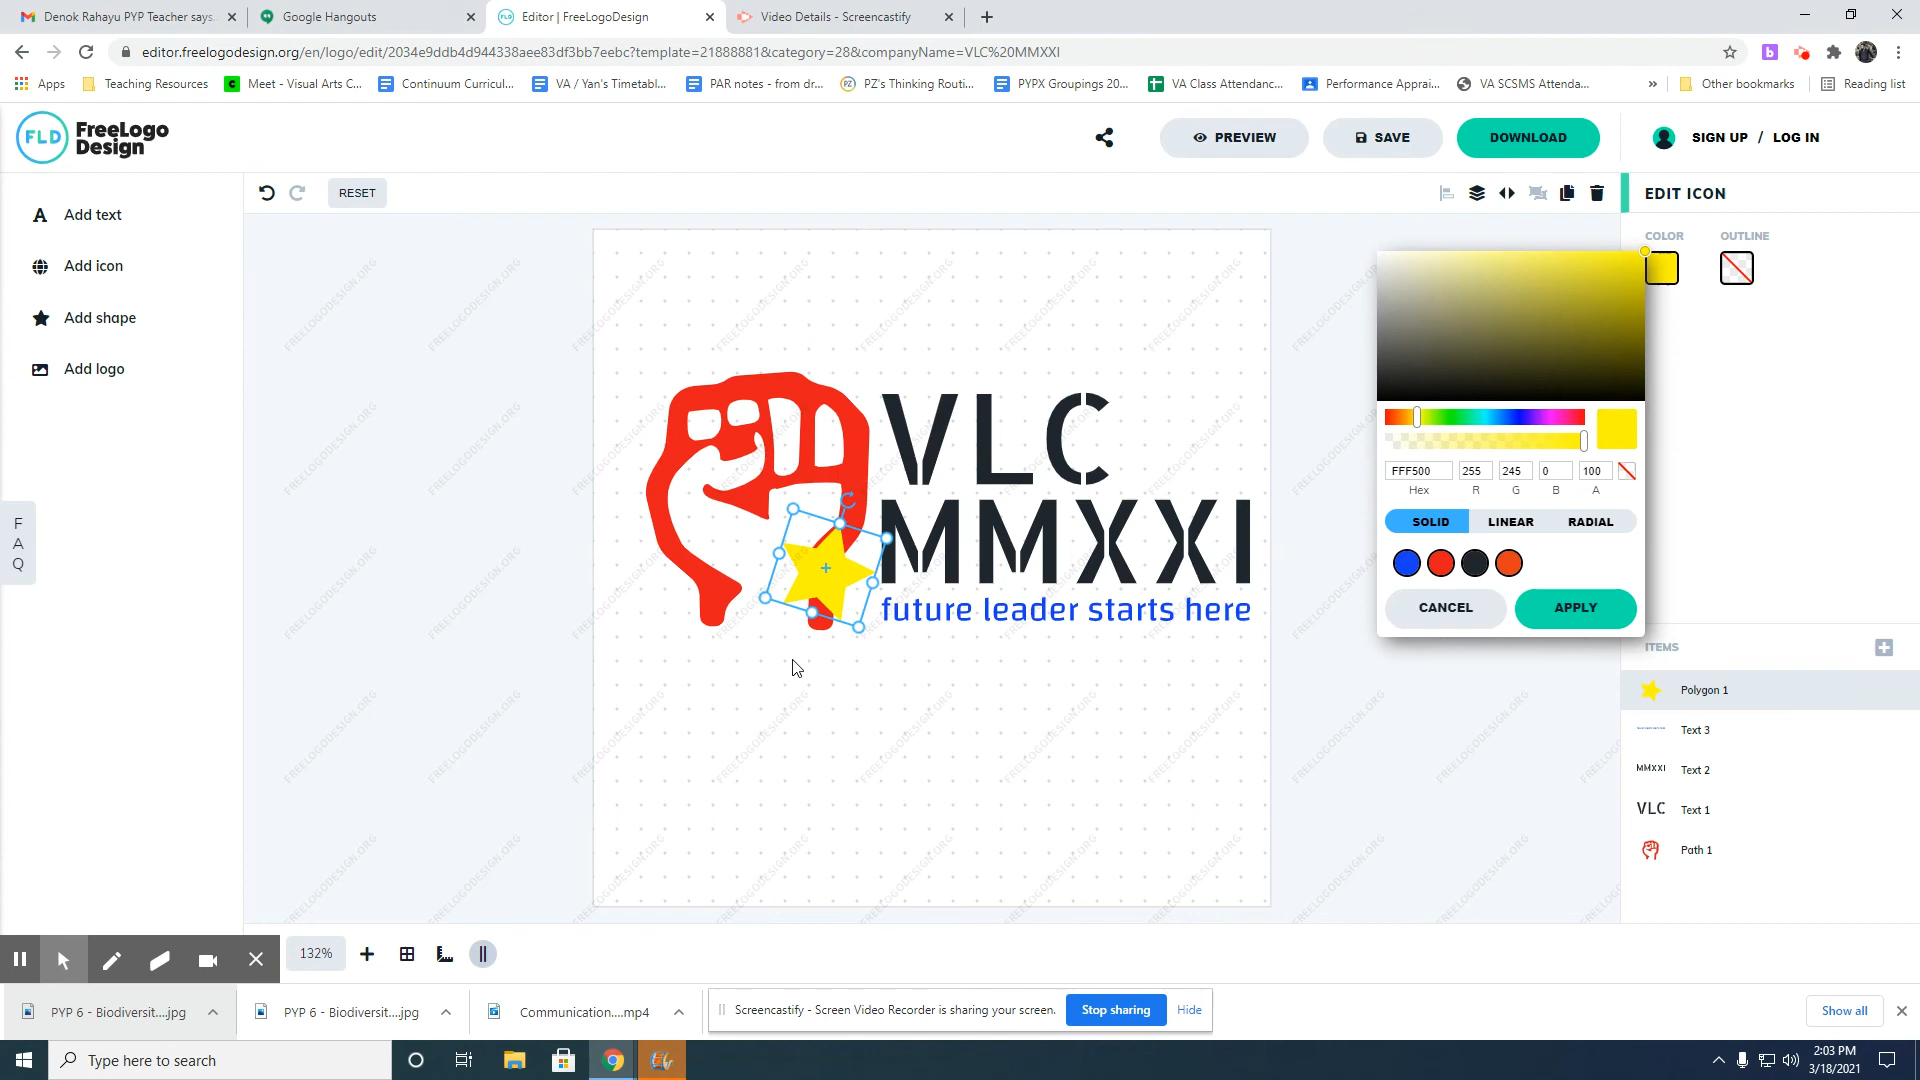 Denok Rahayu PYP Teacher says.
Google Hangouts
Editor | FreeLogoDesign
Video Details - Screencastify
editor.freelogodesign.org/en/logo/edit/2034e9ddb4d944338aee83df3bb7eebc?template=21888881&category=28&companyName=VLC%20MMXXI
Apps
Teaching Resources
Meet - Visual Arts C...
Continuum Curricul...
VA / Yan's Timetabl...
PAR notes - from dr...
PZ's Thinking Routi...
PYPX Groupings 20...
VA Class Attendanc...
Performance Apprai...
VA SCSMS Attenda...
»
Other bookmarks
Reading list
FLD
FreeLogo
Design
PREVIEW
SAVE
DOWNLOAD
SIGN UP / LOG IN
Add text
Add icon
Add shape
Add logo
F
A
Q
RESET
EDIT ICON
COLOR
OUTLINE
VLC
MMXXI
future leader starts here
FREELOGODESIGN.ORG
FFF500
255
245
0
100
Hex
R
G
B
A
SOLID
LINEAR
RADIAL
CANCEL
APPLY
ITEMS
Polygon 1
Text 3
MMXXI
Text 2
VLC
Text 1
Path 1
132%
PYP 6 - Biodiversit....jpg
PYP 6 - Biodiversit....jpg
Communication....mp4
Screencastify - Screen Video Recorder is sharing your screen.
Stop sharing
Hide
Show all
Type here to search
2:03 PM
3/18/2021